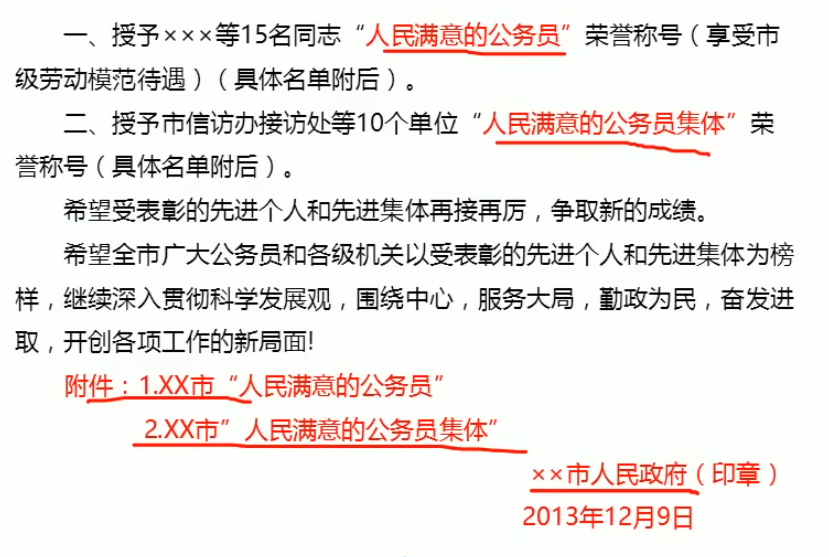 一、授予×××等15名同志“人民满意的公务员”荣誉称号（享受市
级劳动模范待遇）（具体名单附后）。
二、授予市信访办接访处等10个单位“人民满意的公务员集体”荣
誉称号（具体名单附后）。
希望受表彰的先进个人和先进集体再接再厉，争取新的成绩。
希望全市广大公务员和各级机关以受表彰的先进个人和先进集体为榜
样，继续深入贯彻科学发展观，围绕中心，服务大局，勤政为民，奋发进
取，开创各项工作的新局面!
附件：1.XX市“人民满意的公务员”
2.XX市”人民满意的公务员集体”
××市人民政府（印章）
2013年12月9日